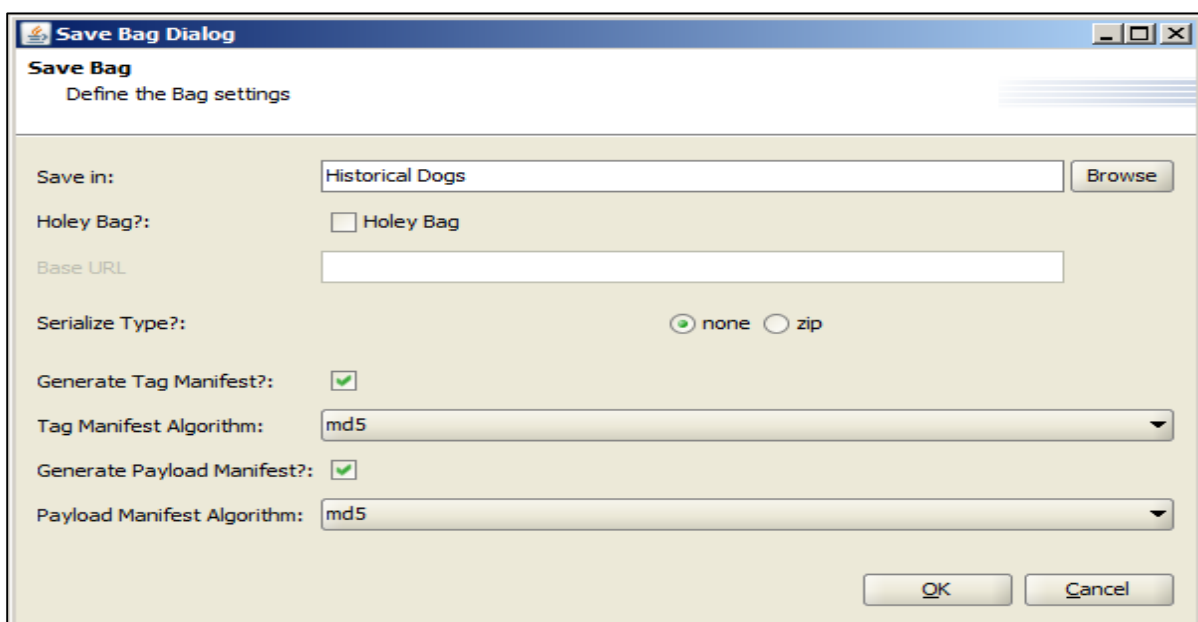 Save Bag Dialog
Save Bag
Define the Bag settings
Save in: Historical Dogs Browse
Holey Bag?: Holey Bag
Base URL
Serialize Type?: none zip
Generate Tag Manifest?:
Tag Manifest Algorithm: md5
Generate Payload Manifest?:
Payload Manifest Algorithm: md5
OK Cancel